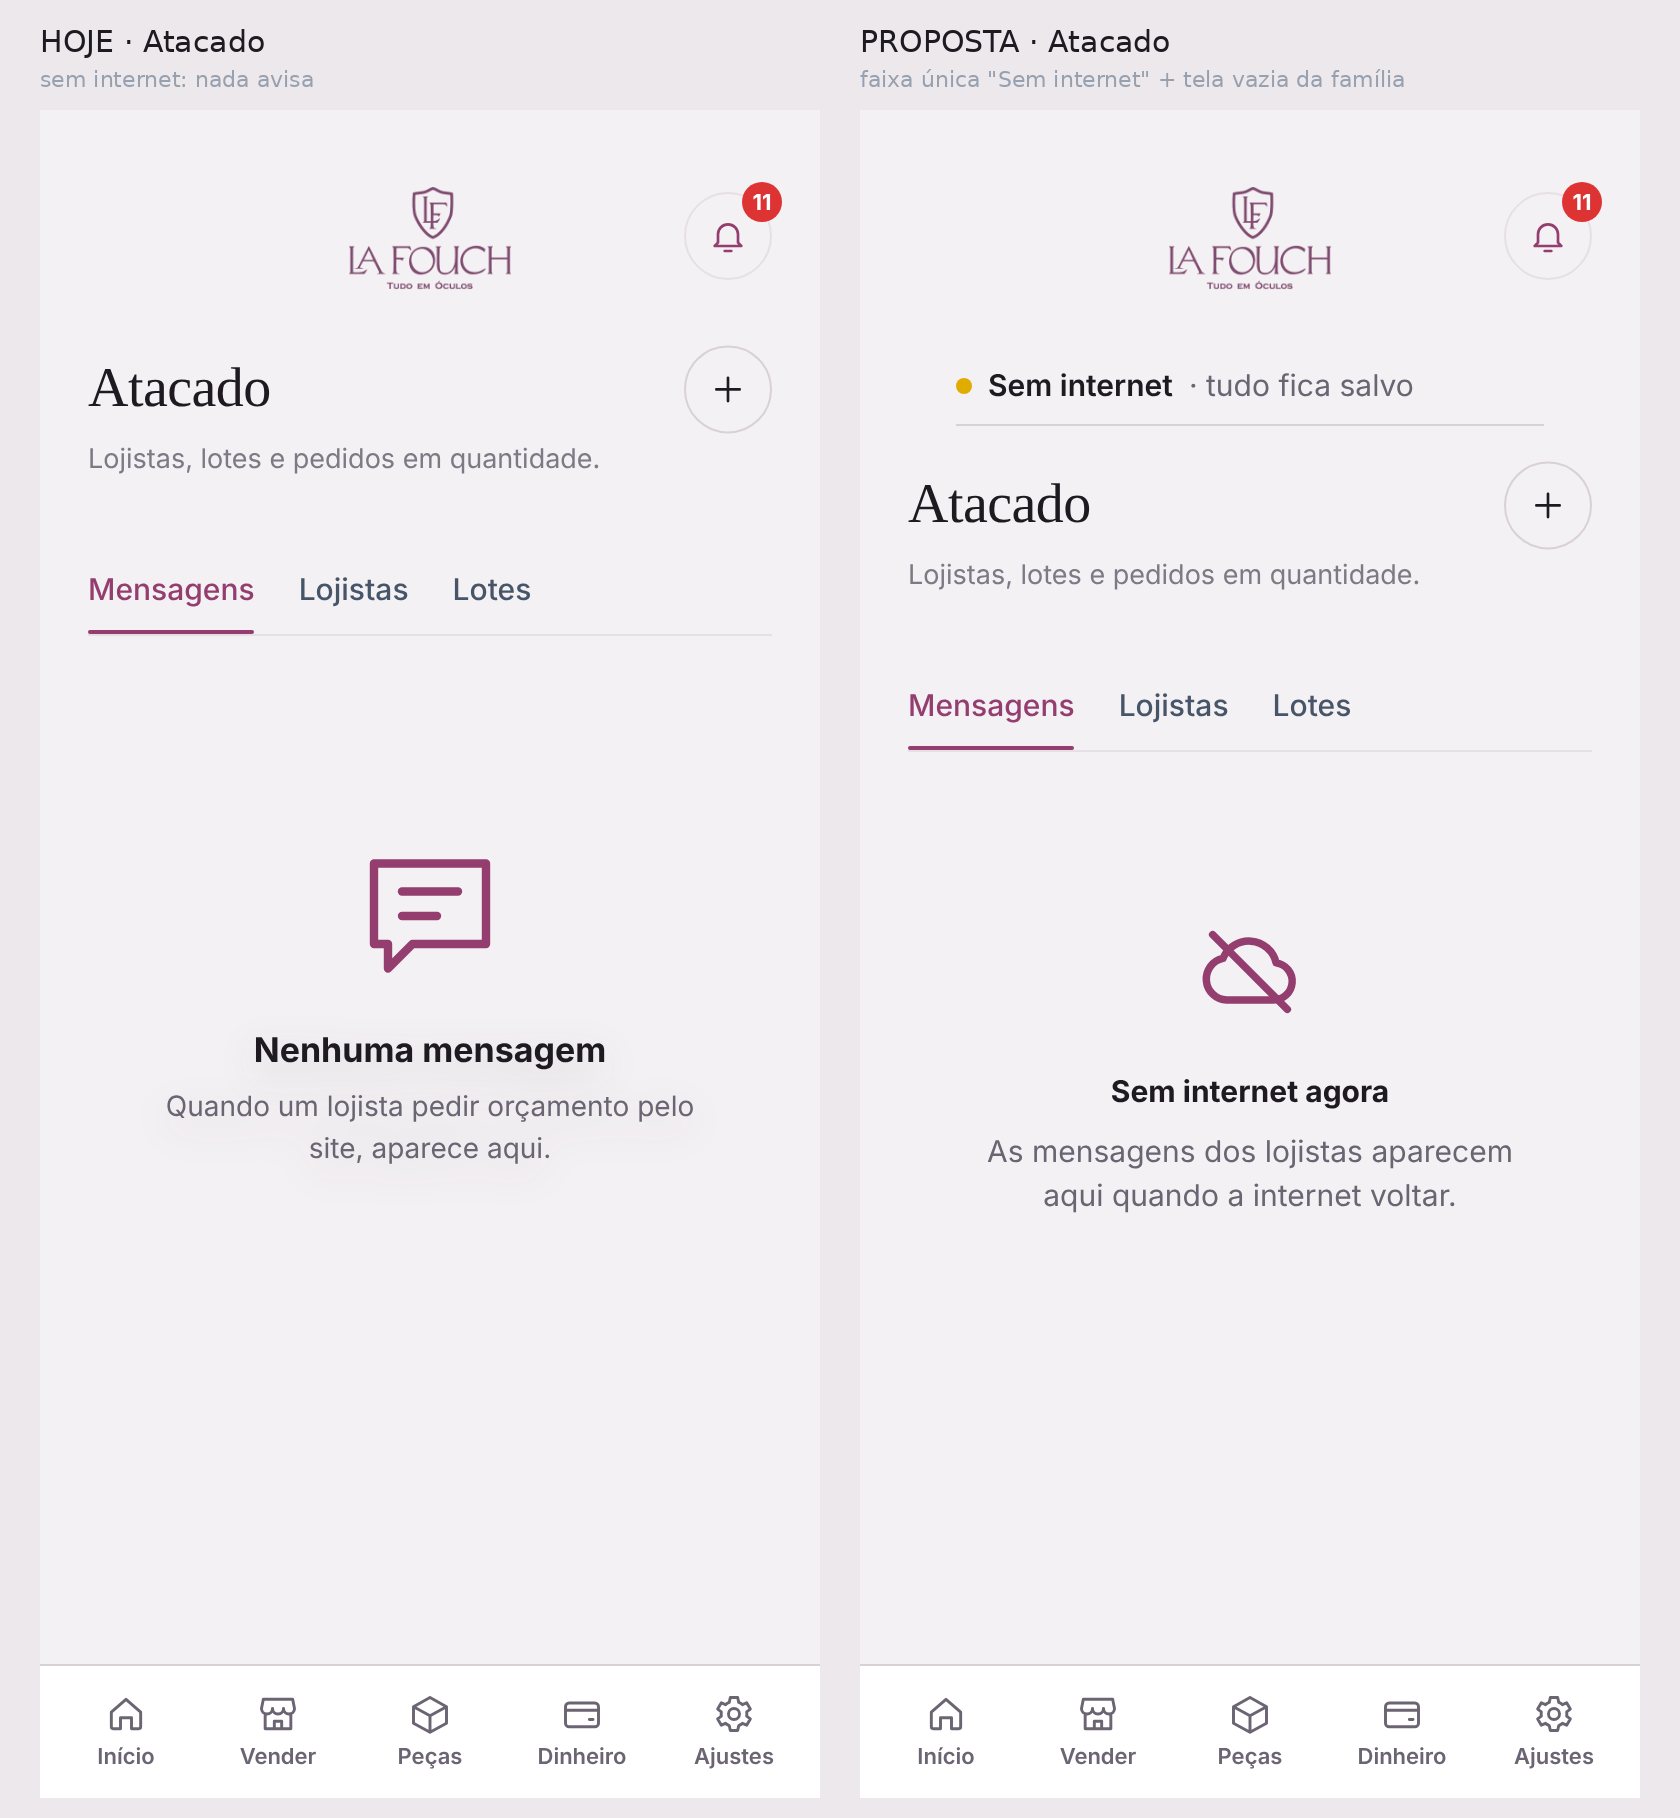 HOJE · Atacado
sem internet: nada avisa
LF
LA FOUCH
TUDO EM ÓCULOS
11
Atacado
Lojistas, lotes e pedidos em quantidade.
Mensagens Lojistas Lotes
Nenhuma mensagem
Quando um lojista pedir orçamento pelo
site, aparece aqui.
Início Vender Peças Dinheiro Ajustes
PROPOSTA · Atacado
faixa única "Sem internet" + tela vazia da família
LF
LA FOUCH
TUDO EM ÓCULOS
11
Sem internet · tudo fica salvo
Atacado
Lojistas, lotes e pedidos em quantidade.
Mensagens Lojistas Lotes
Sem internet agora
As mensagens dos lojistas aparecem
aqui quando a internet voltar.
Início Vender Peças Dinheiro Ajustes